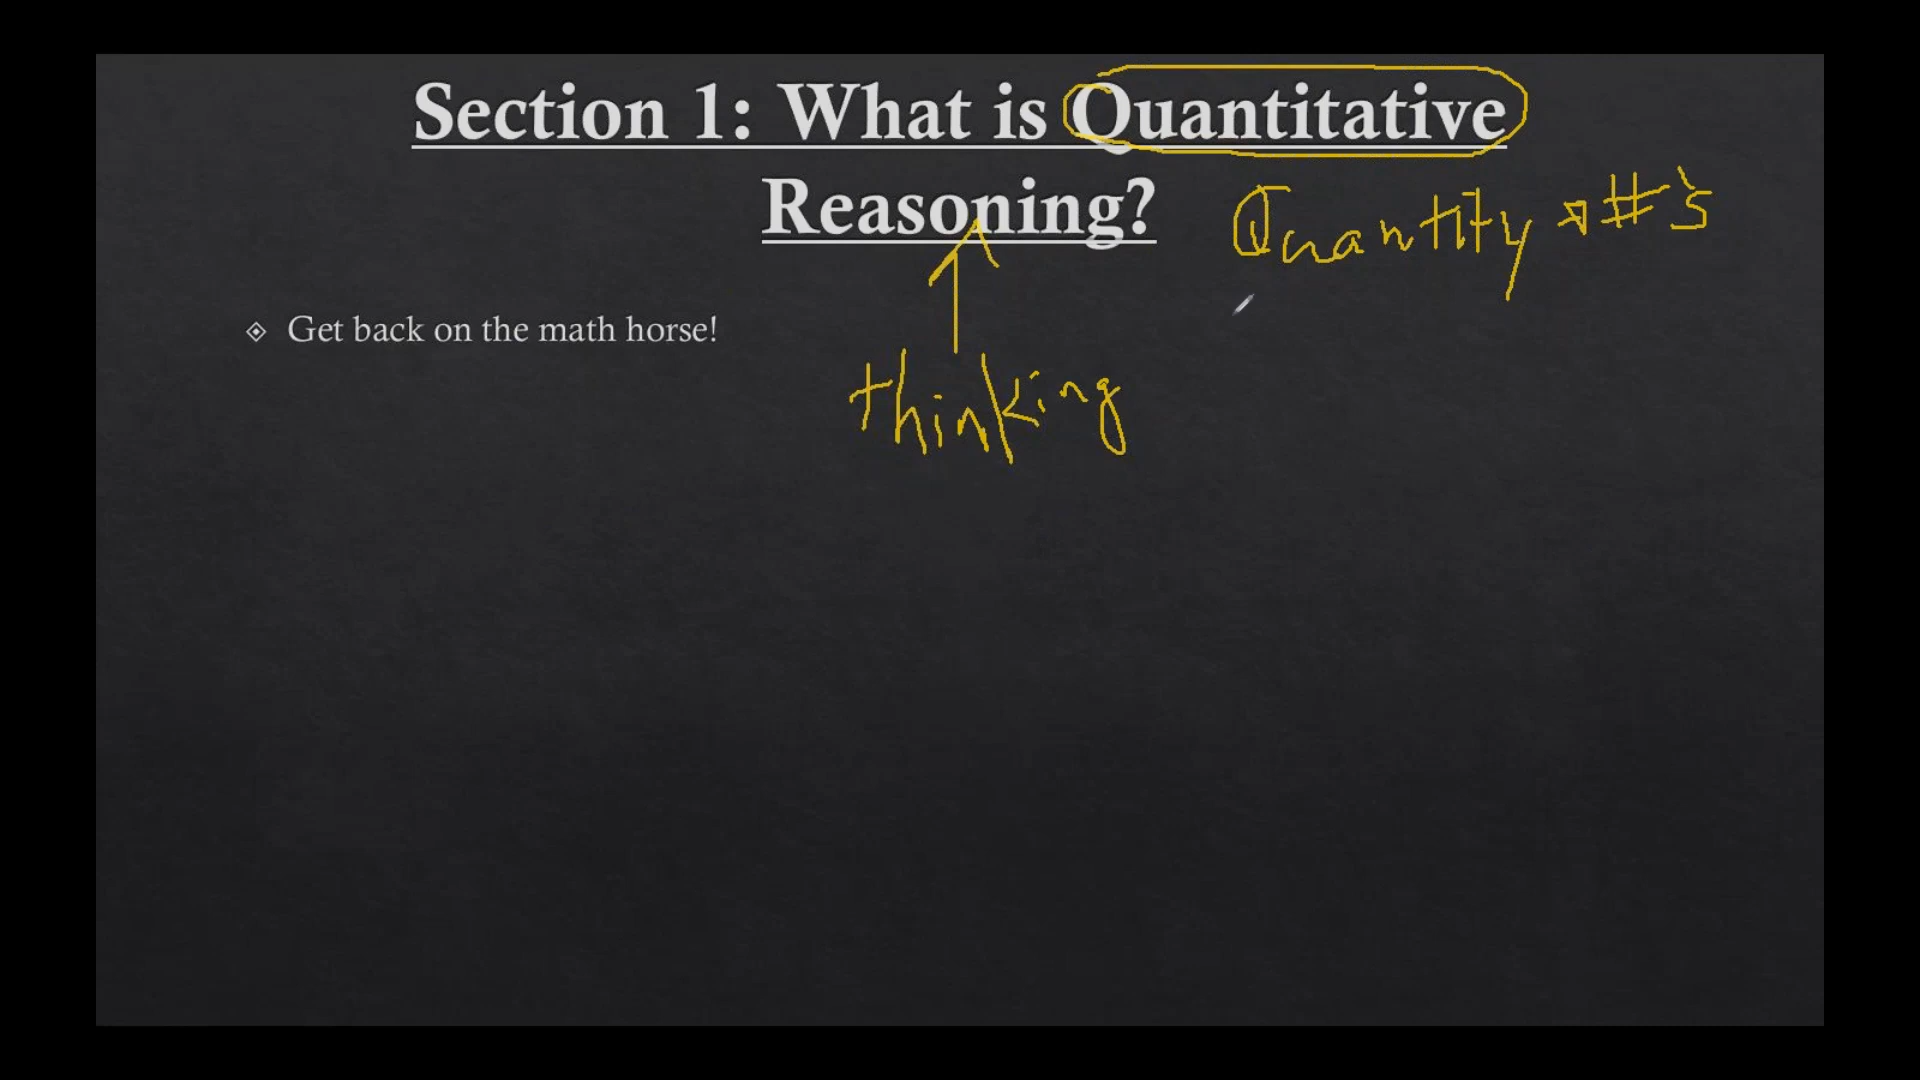 Section 1: What is Quantitative
Reasoning?
Quantity → #'s
Get back on the math horse!
thinking